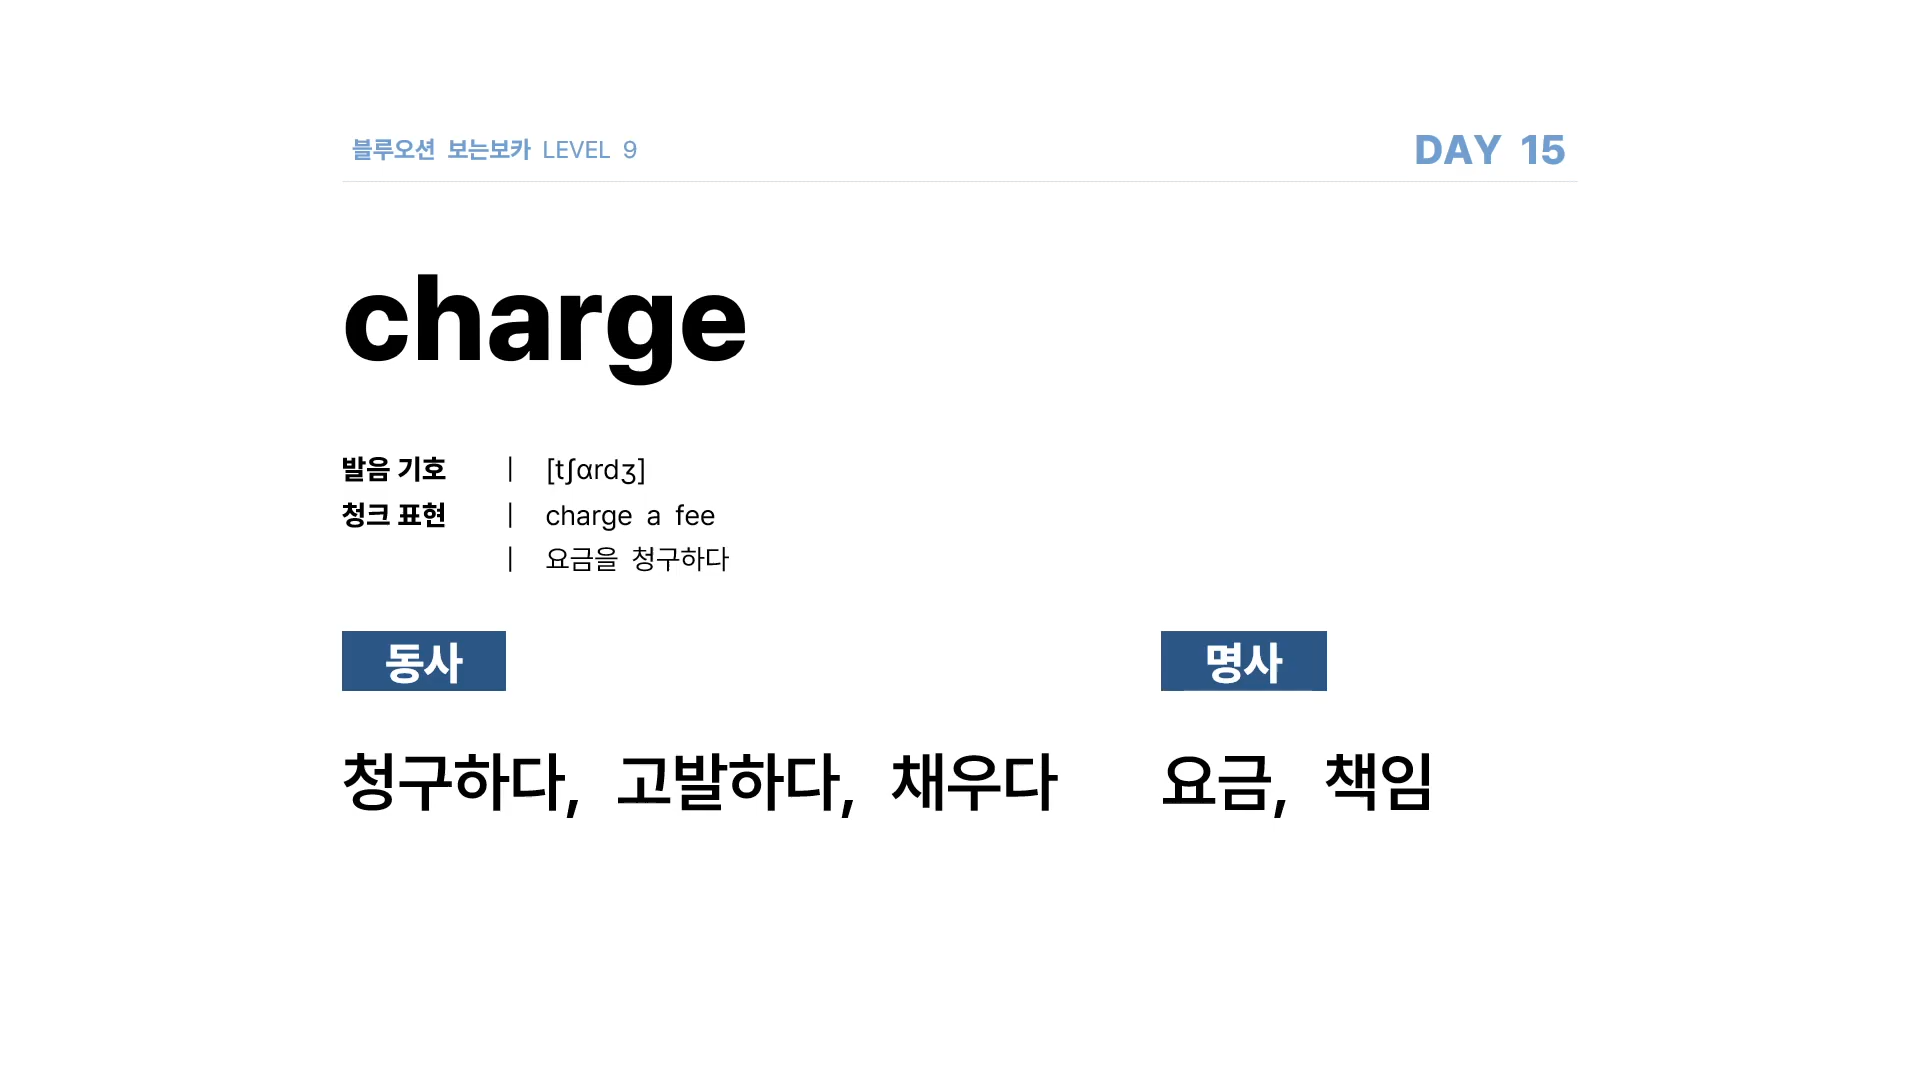 블루오션 보는보카 LEVEL 9
DAY 15
charge
발음 기호 | [tʃɑrdʒ]
청크 표현 | charge a fee
| 요금을 청구하다
동사
청구하다, 고발하다, 채우다
명사
요금, 책임